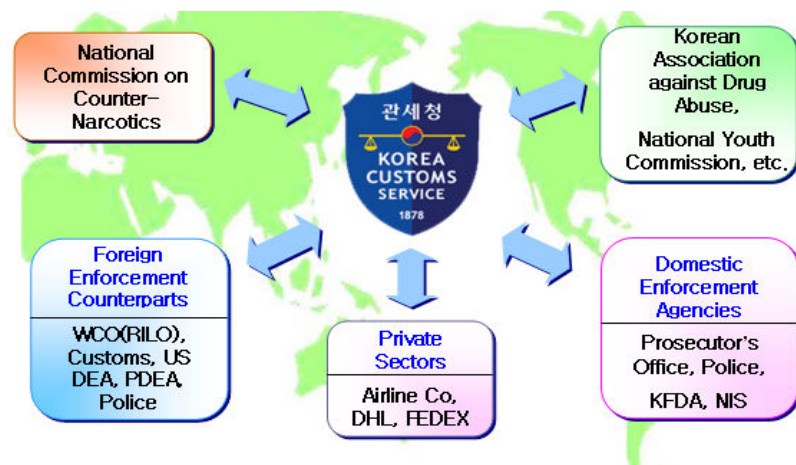 National
Commission on
Counter-
Narcotics
Korean
Association
against Drug
Abuse,
National Youth
Commission, etc.
관세청
KOREA
CUSTOMS
SERVICE
1878
Foreign
Enforcement
Counterparts
WCO(RILO),
Customs, US
DEA, PDEA,
Police
Private
Sectors
Airline Co,
DHL, FEDEX
Domestic
Enforcement
Agencies
Prosecutor's
Office, Police,
KFDA, NIS